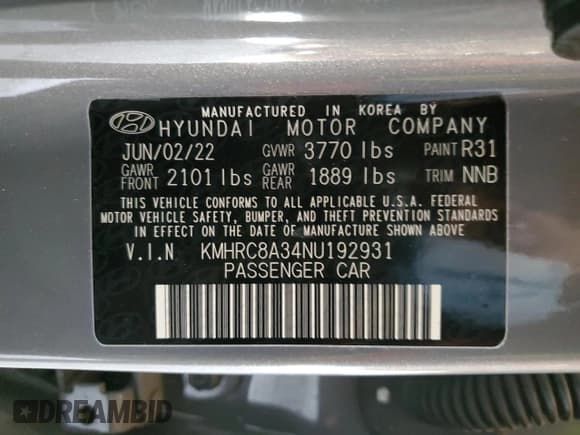 MANUFACTURED IN KOREA BY
HYUNDAI MOTOR COMPANY
JUN/02/22 GVWR 3770 lbs PAINT R31
GAWR FRONT 2101 lbs GAWR REAR 1889 lbs TRIM NNB
THIS VEHICLE CONFORMS TO ALL APPLICABLE U.S.A. FEDERAL
MOTOR VEHICLE SAFETY, BUMPER, AND THEFT PREVENTION STANDARDS
IN EFFECT ON THE DATE OF MANUFACTURE SHOWN ABOVE
V.I.N KMHRC8A34NU192931
PASSENGER CAR
DREAMBID